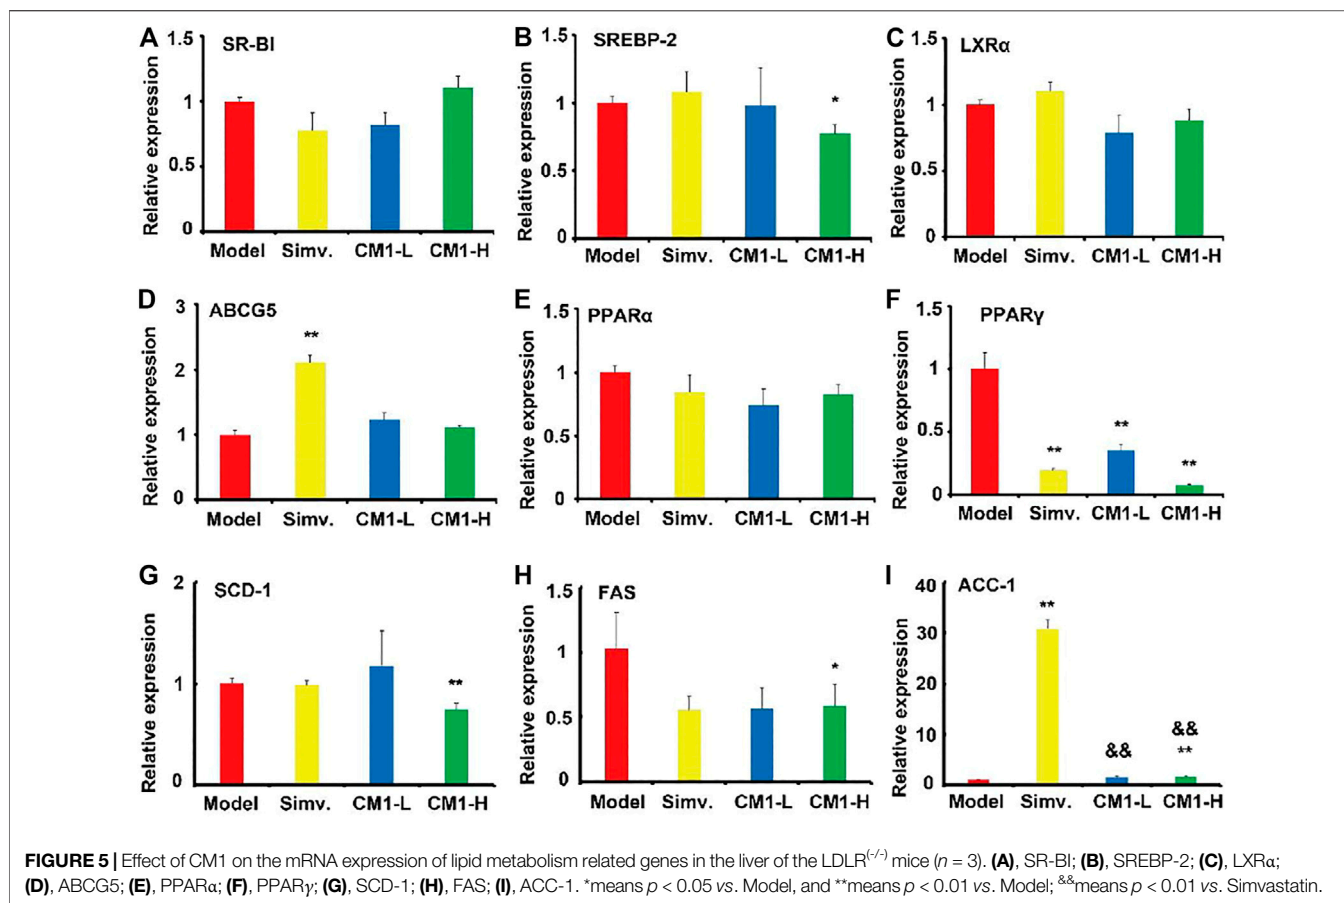 A
SR-BI
Relative expression
1.5
1
0.5
0
Model Simv. CM1-L CM1-H
B
SREBP-2
Relative expression
1.5
1
0.5
0
*
Model Simv. CM1-L CM1-H
C
LXRα
Relative expression
1.5
1
0.5
0
Model Simv. CM1-L CM1-H
D
ABCG5
Relative expression
3
2
1
0
**
Model Simv. CM1-L CM1-H
E
PPARα
Relative expression
1.5
1
0.5
0
Model Simv. CM1-L CM1-H
F
PPARγ
Relative expression
1.5
1
0.5
0
** ** **
Model Simv. CM1-L CM1-H
G
SCD-1
Relative expression
2
1
0
**
Model Simv. CM1-L CM1-H
H
FAS
Relative expression
1.5
1
0.5
0
*
Model Simv. CM1-L CM1-H
I
ACC-1
Relative expression
40
30
20
10
0
**
&&
&&
**
Model Simv. CM1-L CM1-H
FIGURE 5 | Effect of CM1 on the mRNA expression of lipid metabolism related genes in the liver of the LDLR(-/-) mice (n = 3). (A), SR-BI; (B), SREBP-2; (C), LXRα;
(D), ABCG5; (E), PPARα; (F), PPARγ; (G), SCD-1; (H), FAS; (I), ACC-1. *means p < 0.05 vs. Model, and **means p < 0.01 vs. Model; &&means p < 0.01 vs. Simvastatin.